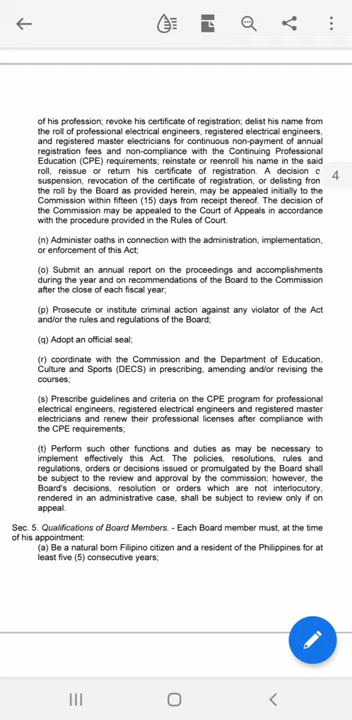 of his profession; revoke his certificate of registration; delist his name from
the roll of professional electrical engineers, registered electrical engineers,
and registered master electricians for continuous non-payment of annual
registration fees and non-compliance with the Continuing Professional
Education (CPE) requirements; reinstate or reenroll his name in the said
roll, reissue or return his certificate of registration. A decision o
suspension, revocation of the certificate of registration, or delisting fron
the roll by the Board as provided herein, may be appealed initially to the
Commission within fifteen (15) days from receipt thereof. The decision of
the Commission may be appealed to the Court of Appeals in accordance
with the procedure provided in the Rules of Court.
4
(n) Administer oaths in connection with the administration, implementation,
or enforcement of this Act;
(o) Submit an annual report on the proceedings and accomplishments
during the year and on recommendations of the Board to the Commission
after the close of each fiscal year;
(p) Prosecute or institute criminal action against any violator of the Act
and/or the rules and regulations of the Board;
(q) Adopt an official seal;
(r) coordinate with the Commission and the Department of Education,
Culture and Sports (DECS) in prescribing, amending and/or revising the
courses;
(s) Prescribe guidelines and criteria on the CPE program for professional
electrical engineers, registered electrical engineers and registered master
electricians and renew their professional licenses after compliance with
the CPE requirements;
(t) Perform such other functions and duties as may be necessary to
implement effectively this Act. The policies, resolutions, rules and
regulations, orders or decisions issued or promulgated by the Board shall
be subject to the review and approval by the commission; however, the
Board's decisions, resolution or orders which are not interlocutory,
rendered in an administrative case, shall be subject to review only if on
appeal.
Sec. 5. Qualifications of Board Members. - Each Board member must, at the time
of his appointment:
(a) Be a natural born Filipino citizen and a resident of the Philippines for at
least five (5) consecutive years;